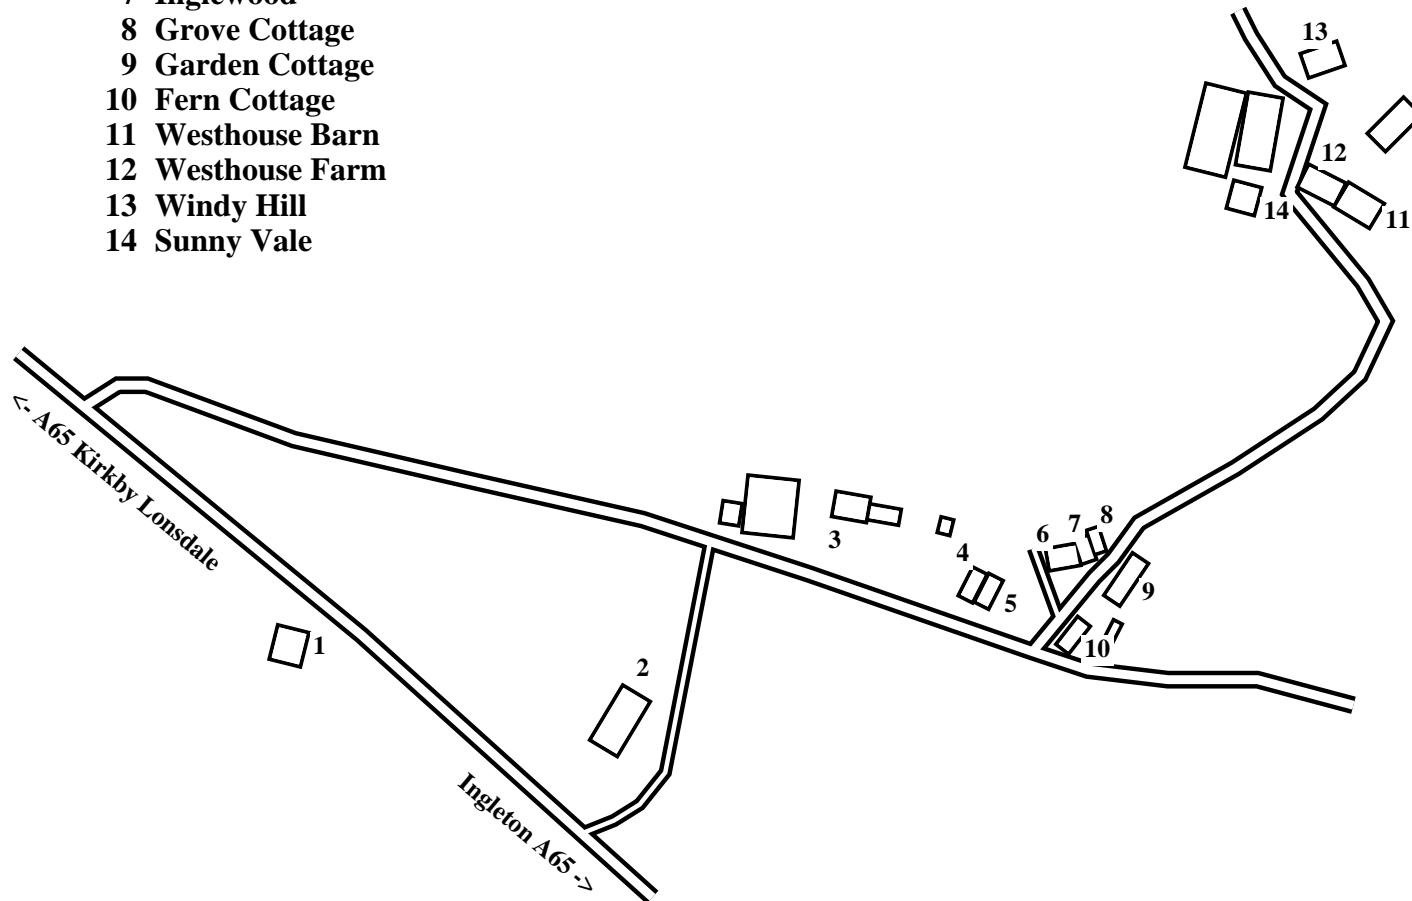 7 Inglewood
8 Grove Cottage
9 Garden Cottage
10 Fern Cottage
11 Westhouse Barn
12 Westhouse Farm
13 Windy Hill
14 Sunny Vale
13
12
14
11
<- A65 Kirkby Lonsdale
3
4
5
6
7
8
9
10
1
2
Ingleton A65 ->